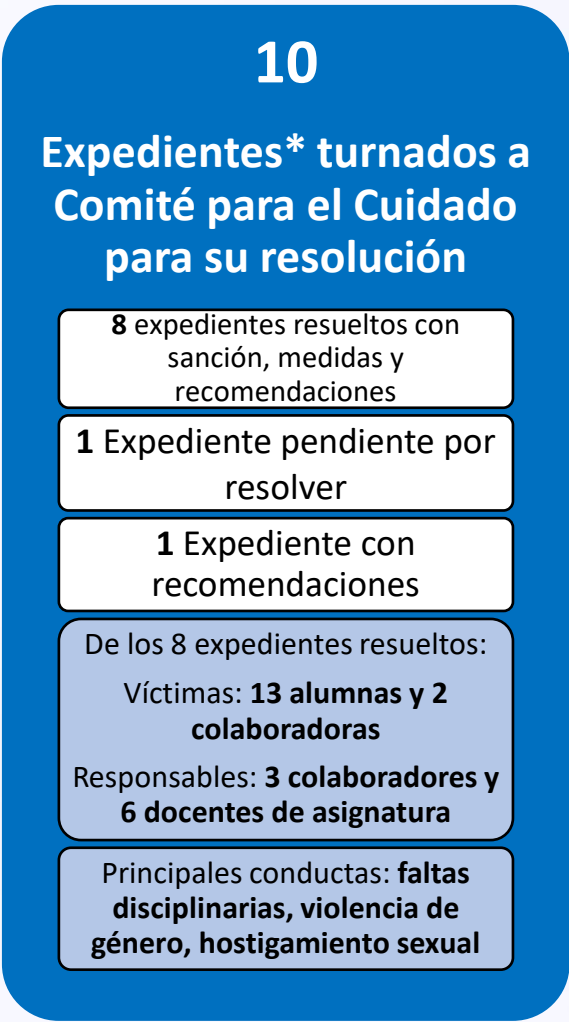 10
Expedientes* turnados a
Comité para el Cuidado
para su resolución
8 expedientes resueltos con
sanción, medidas y
recomendaciones
1 Expediente pendiente por
resolver
1 Expediente con
recomendaciones
De los 8 expedientes resueltos:
Víctimas: 13 alumnas y 2
colaboradoras
Responsables: 3 colaboradores y
6 docentes de asignatura
Principales conductas: faltas
disciplinarias, violencia de
género, hostigamiento sexual